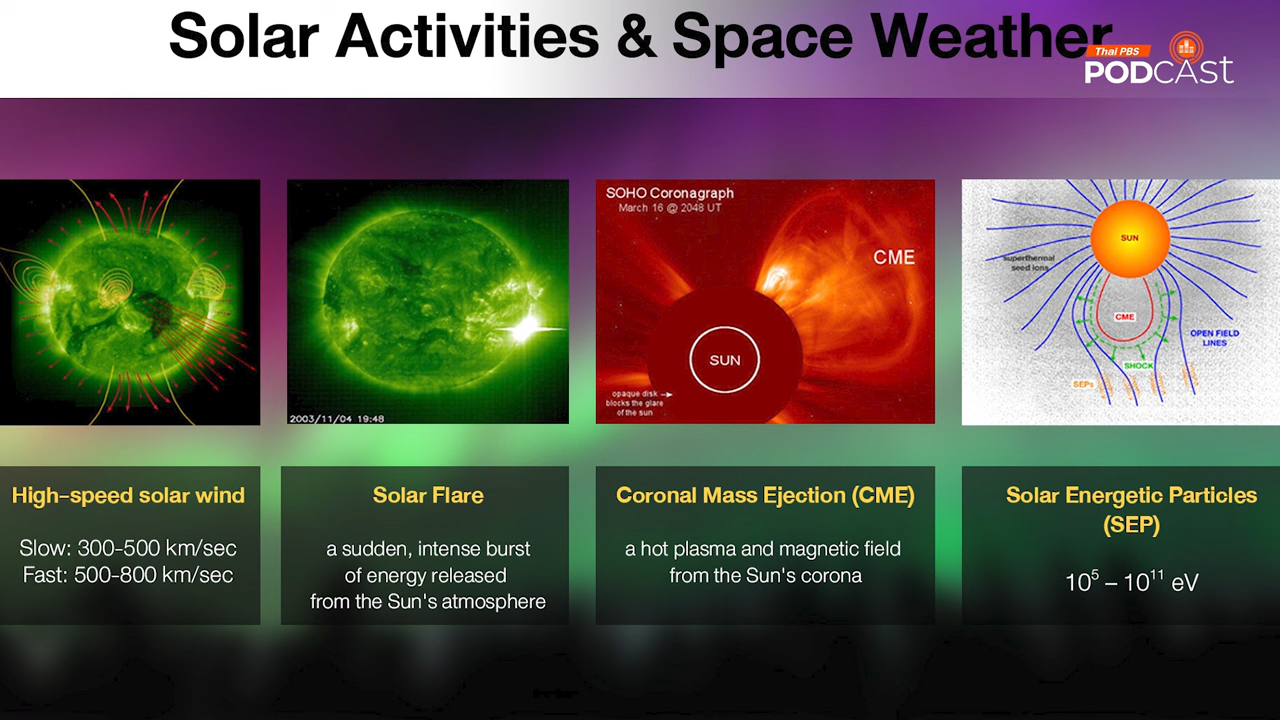 Solar Activities & Space Weather
Thai PBS
PODCAST
SOHO Coronagraph
March 16 @ 2048 UT
CME
SUN
opaque disk
blocks the glare
of the sun
2003/11/04 19:48
SUN
superthermal
seed ions
CME
OPEN FIELD
LINES
SHOCK
SEPs
High-speed solar wind
Slow: 300-500 km/sec
Fast: 500-800 km/sec
Solar Flare
a sudden, intense burst
of energy released
from the Sun's atmosphere
Coronal Mass Ejection (CME)
a hot plasma and magnetic field
from the Sun's corona
Solar Energetic Particles
(SEP)
10⁵ – 10¹¹ eV